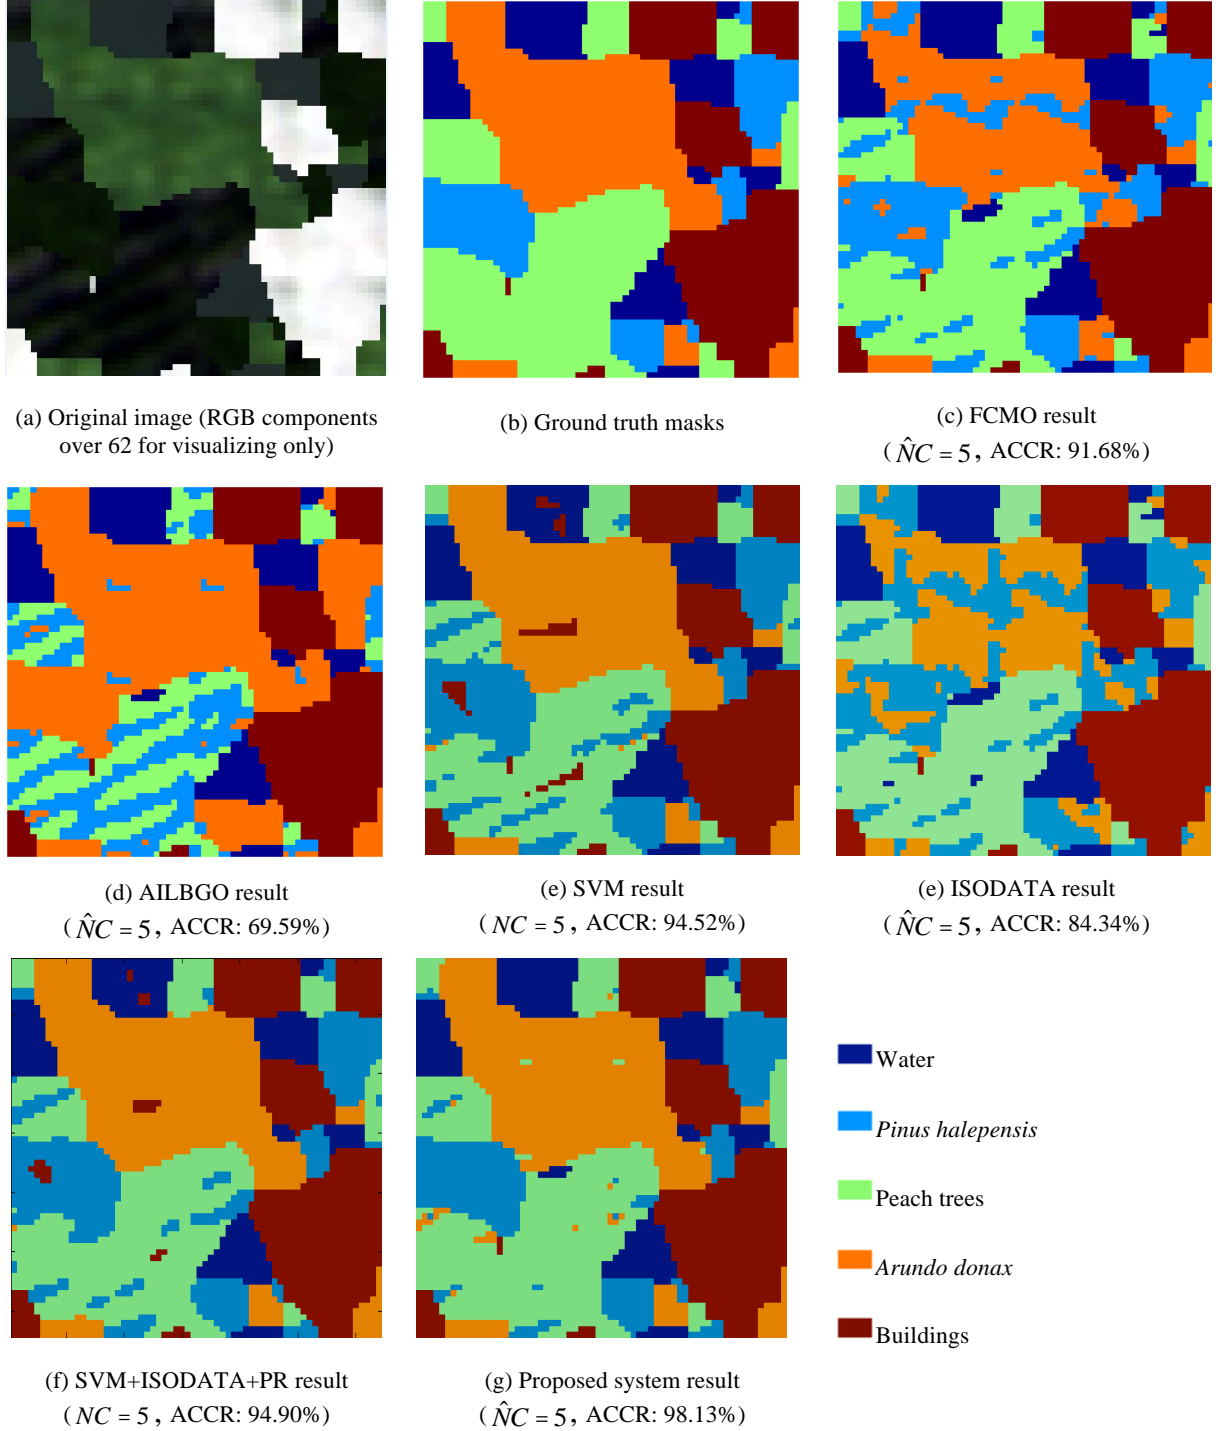 (a) Original image (RGB components
over 62 for visualizing only)
(b) Ground truth masks
(c) FCMO result
( N̂C = 5, ACCR: 91.68%)
(d) AILBGO result
( N̂C = 5, ACCR: 69.59%)
(e) SVM result
( NC = 5, ACCR: 94.52%)
(e) ISODATA result
( N̂C = 5, ACCR: 84.34%)
(f) SVM+ISODATA+PR result
( NC = 5, ACCR: 94.90%)
(g) Proposed system result
( N̂C = 5, ACCR: 98.13%)
Water
Pinus halepensis
Peach trees
Arundo donax
Buildings